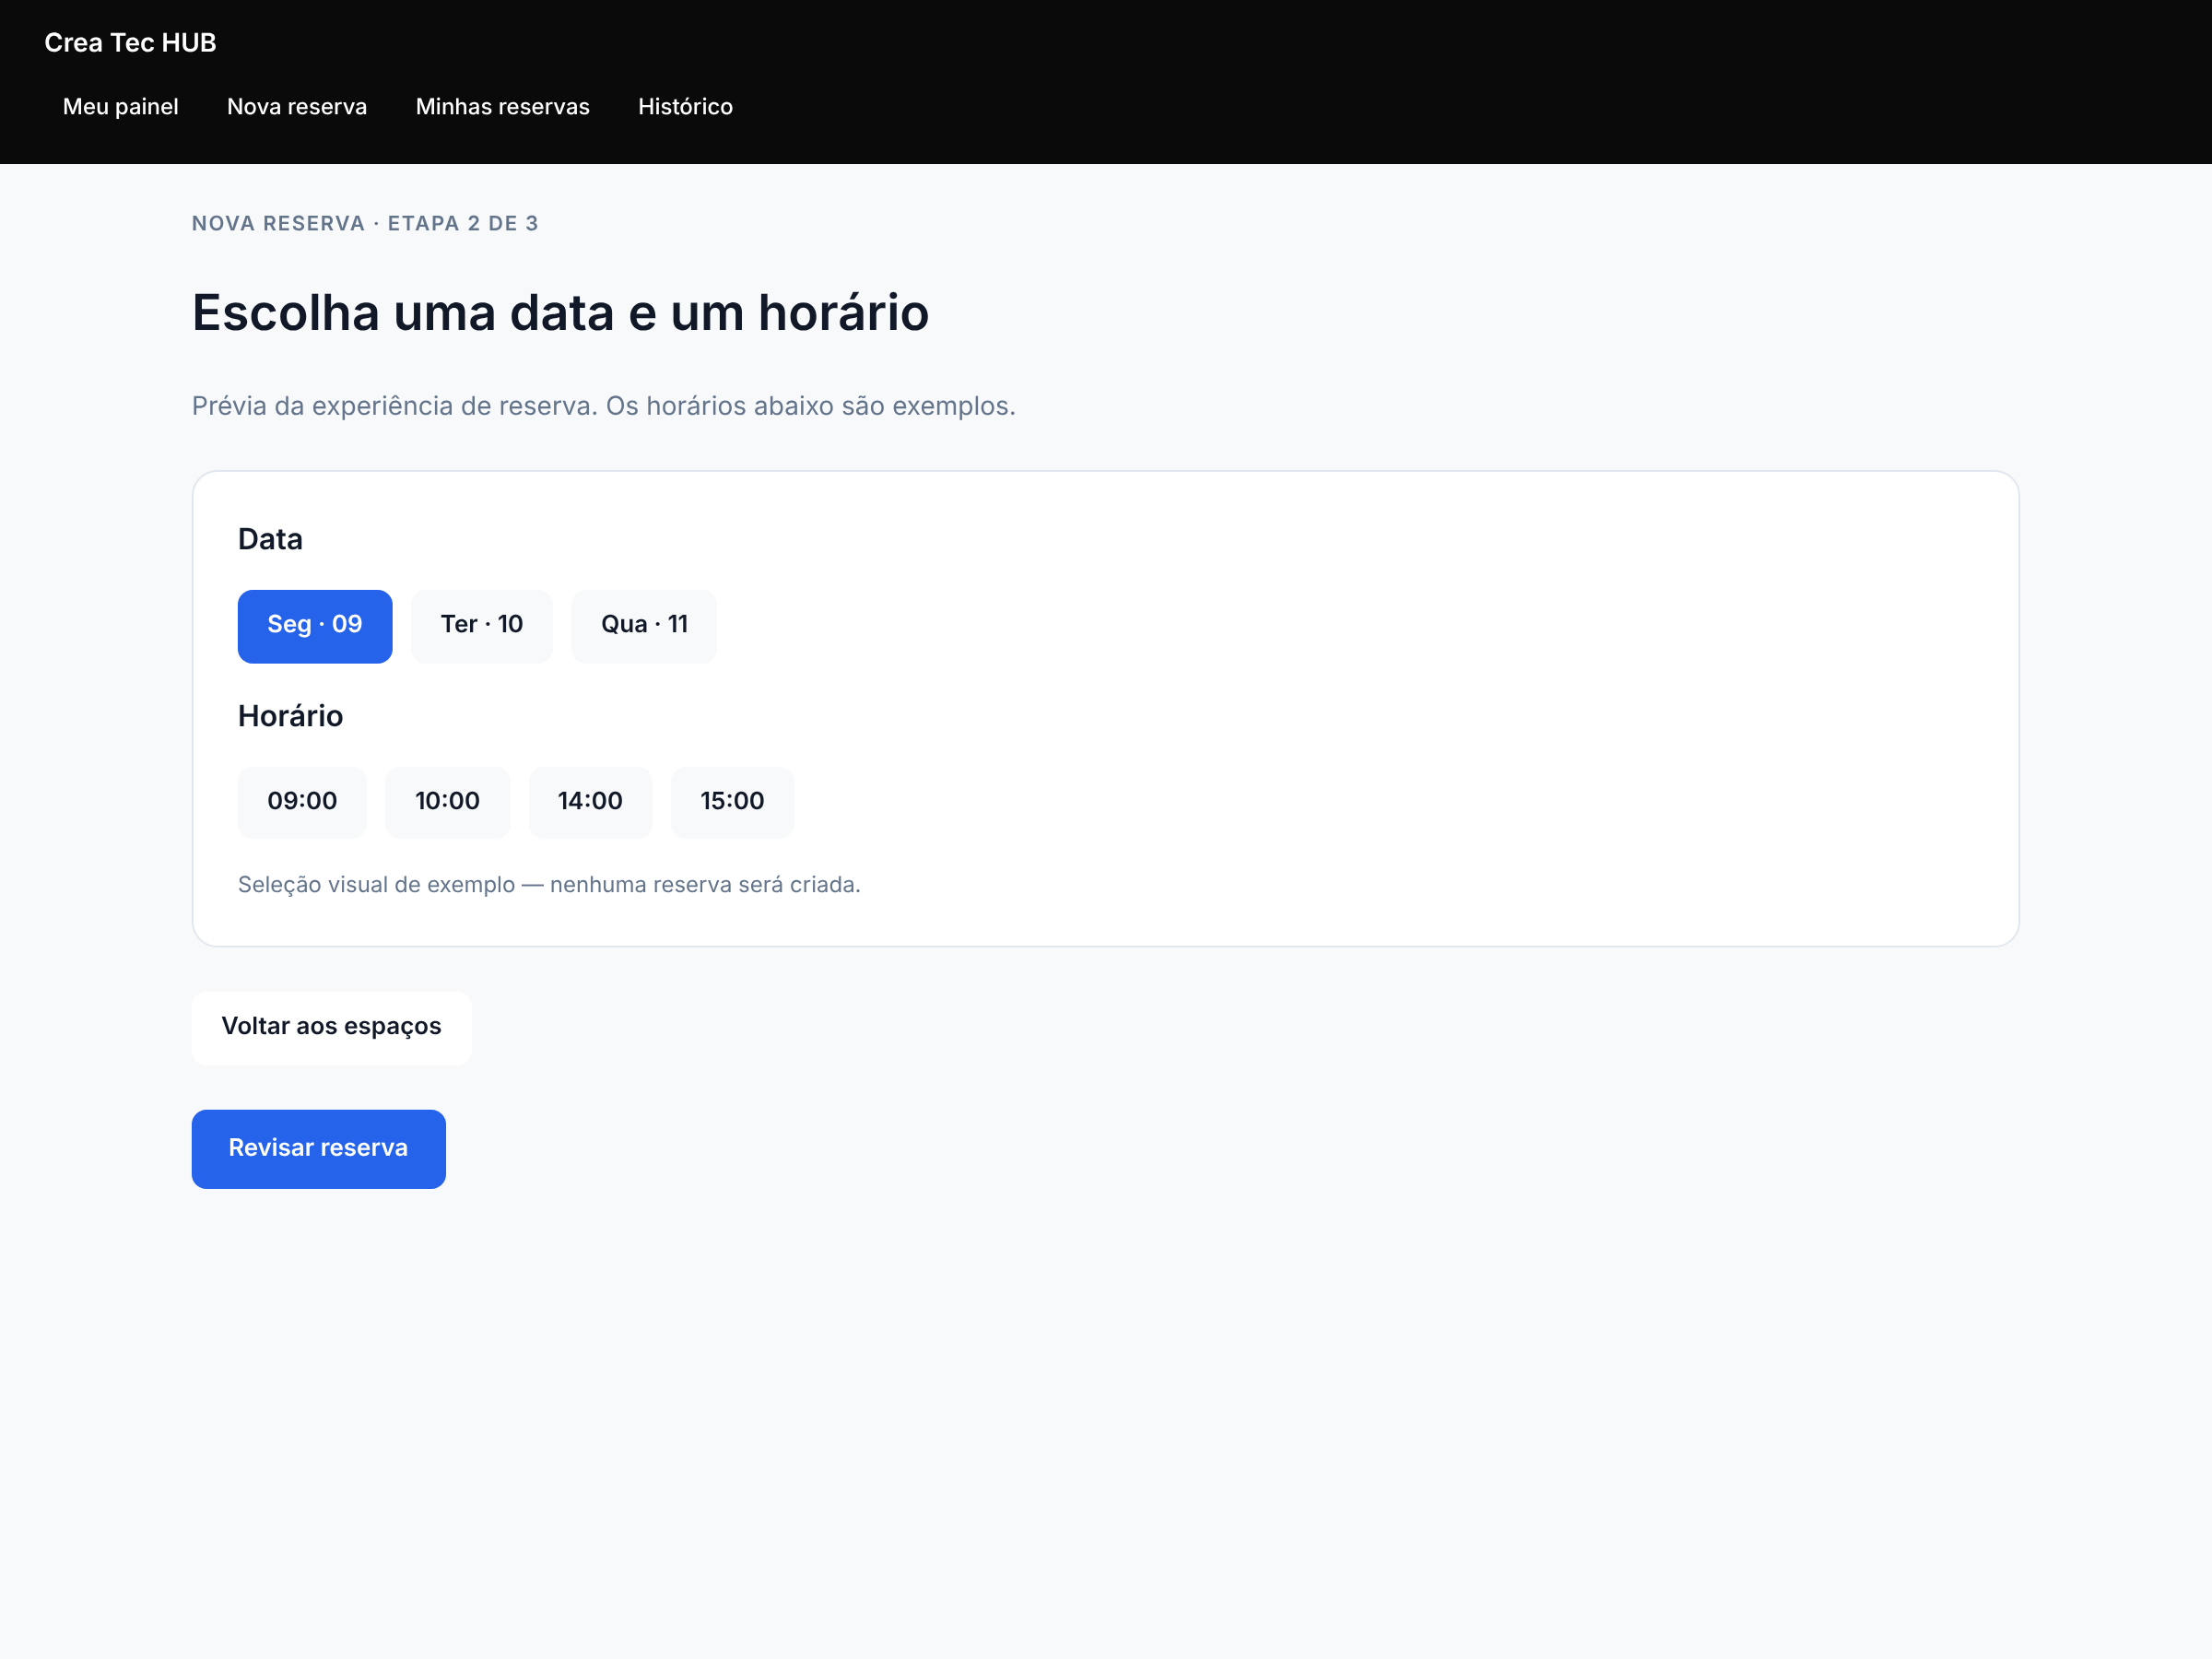 Crea Tec HUB
Meu painel Nova reserva Minhas reservas Histórico
NOVA RESERVA · ETAPA 2 DE 3
Escolha uma data e um horário
Prévia da experiência de reserva. Os horários abaixo são exemplos.
Data
Seg · 09 Ter · 10 Qua · 11
Horário
09:00 10:00 14:00 15:00
Seleção visual de exemplo — nenhuma reserva será criada.
Voltar aos espaços
Revisar reserva